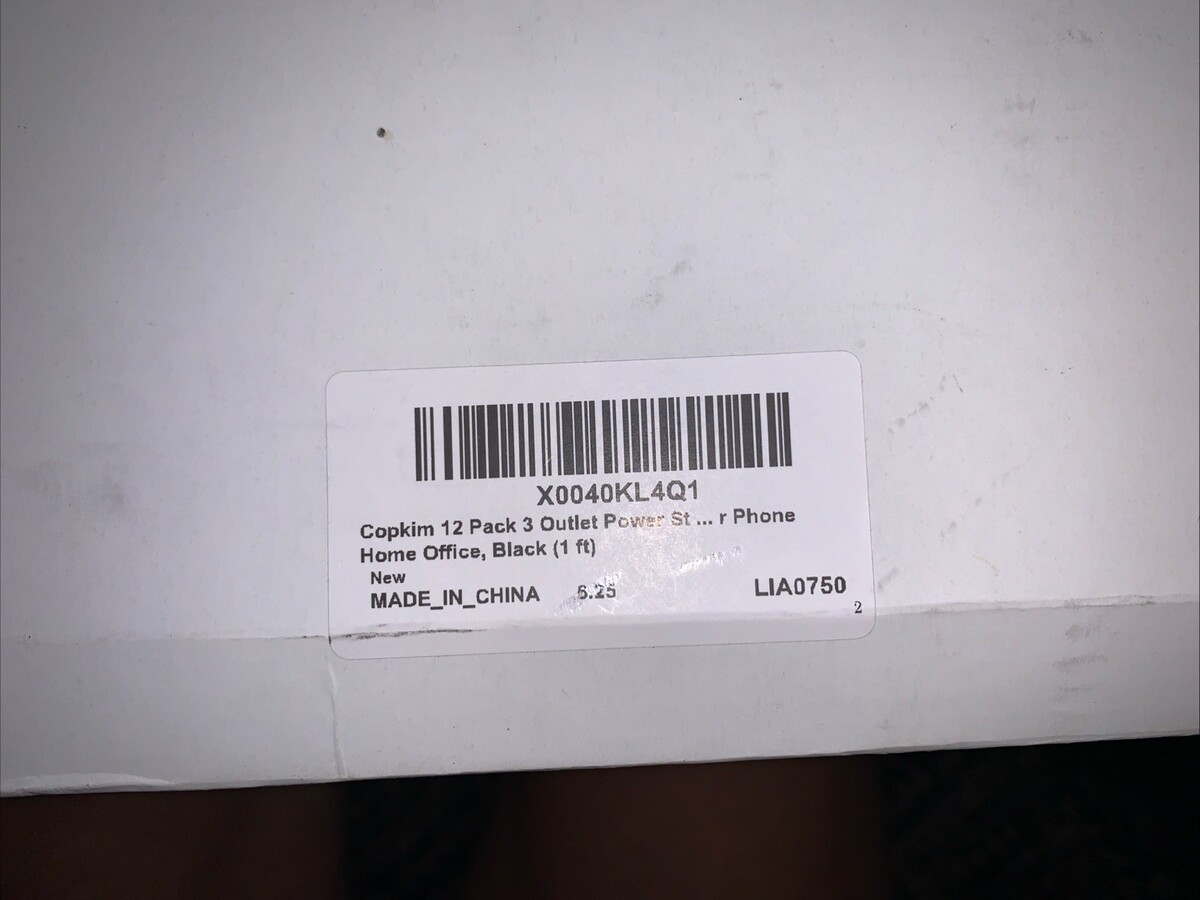 X0040KL4Q1
Copkim 12 Pack 3 Outlet Power St ... r Phone
Home Office, Black (1 ft)
New
MADE_IN_CHINA 6.25 LIA0750
2